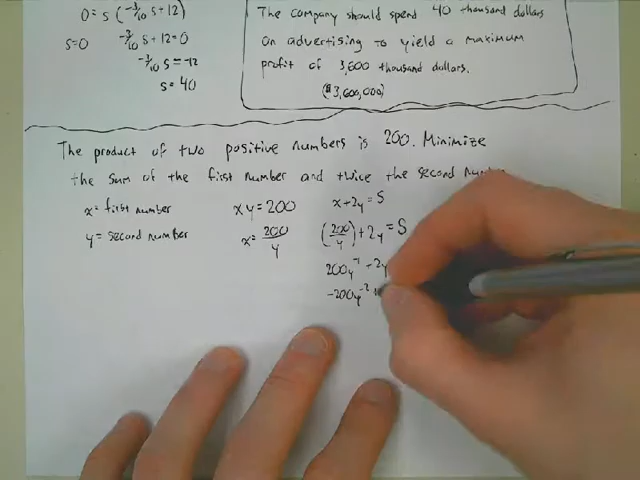 0 = s (-3/10 s + 12)
s=0 -3/10 s + 12 = 0
-3/10 s = -12
s = 40
The company should spend 40 thousand dollars
on advertising to yield a maximum
profit of 3,600 thousand dollars.
($3,600,000)
The product of two positive numbers is 200. Minimize
the sum of the first number and twice the second
x = first number xy = 200 x + 2y = S
y = second number x = 200/y (200/y) + 2y = S
200y⁻¹ + 2y
-200y⁻²